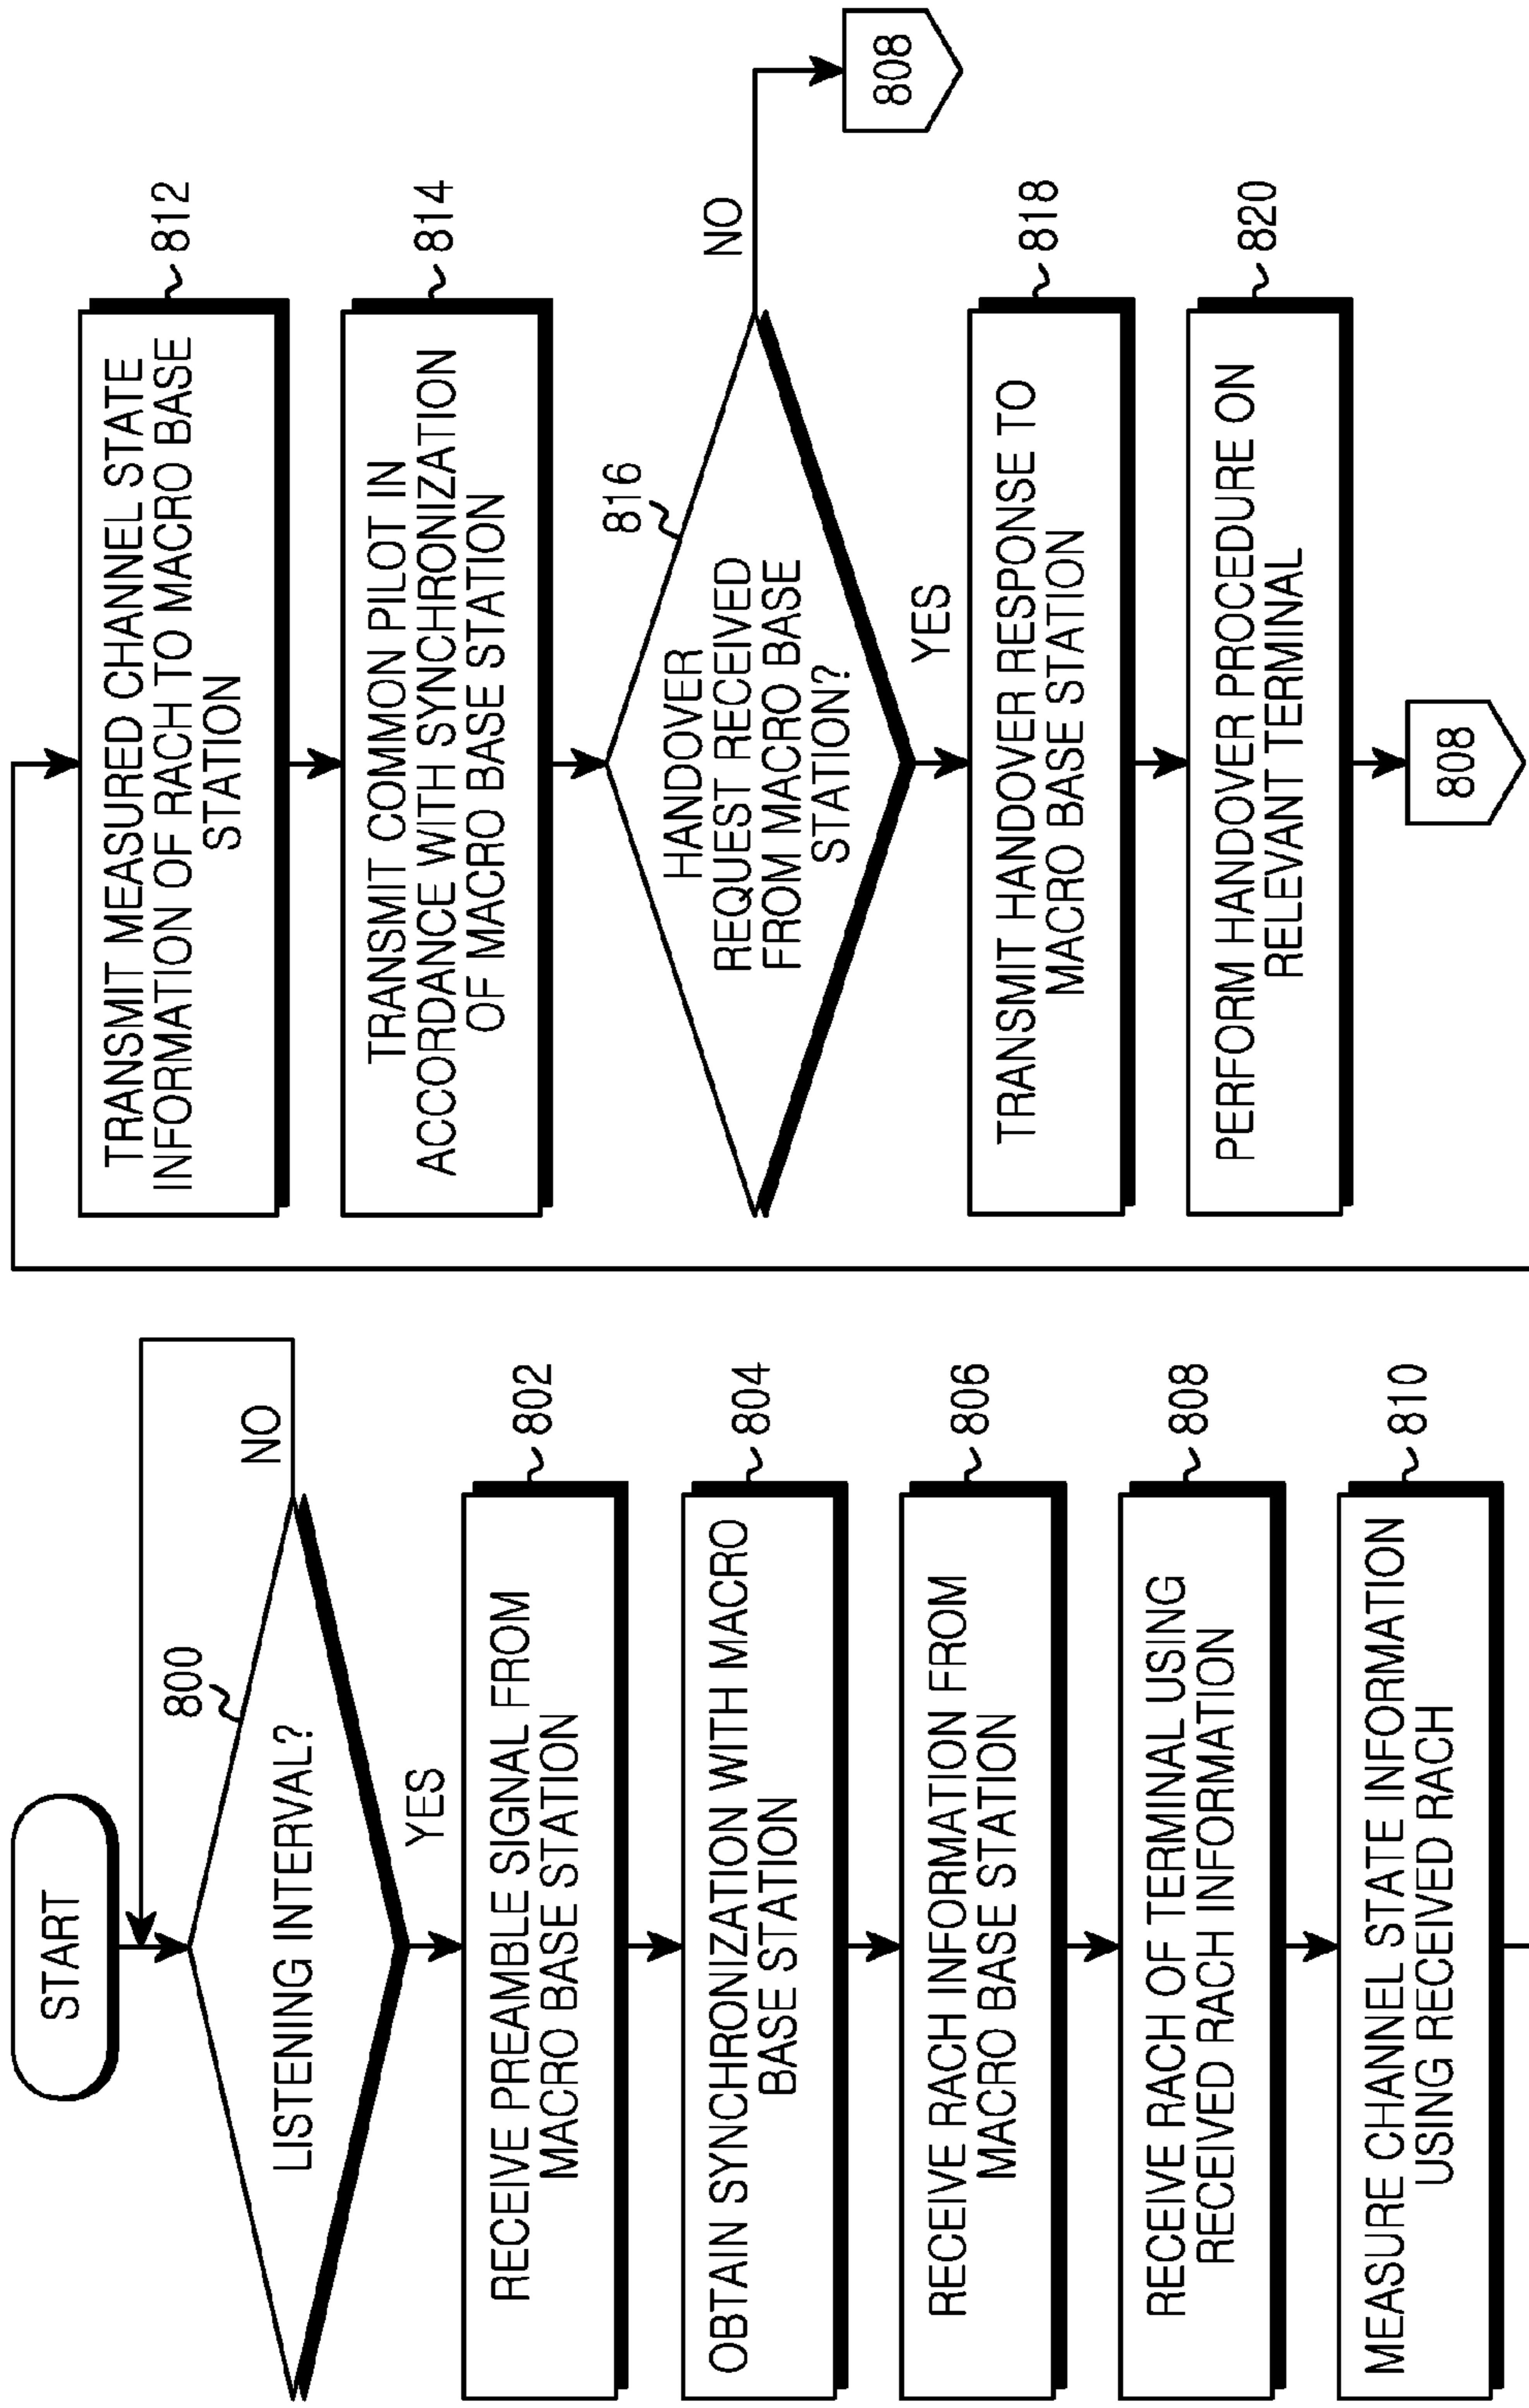 START
800
LISTENING INTERVAL?
NO
YES
RECEIVE PREAMBLE SIGNAL FROM
MACRO BASE STATION
802
OBTAIN SYNCHRONIZATION WITH MACRO
BASE STATION
804
RECEIVE RACH INFORMATION FROM
MACRO BASE STATION
806
RECEIVE RACH OF TERMINAL USING
RECEIVED RACH INFORMATION
808
MEASURE CHANNEL STATE INFORMATION
USING RECEIVED RACH
810
TRANSMIT MEASURED CHANNEL STATE
INFORMATION OF RACH TO MACRO BASE
STATION
812
TRANSMIT COMMON PILOT IN
ACCORDANCE WITH SYNCHRONIZATION
OF MACRO BASE STATION
814
816
HANDOVER
REQUEST RECEIVED
FROM MACRO BASE
STATION?
NO
808
YES
TRANSMIT HANDOVER RESPONSE TO
MACRO BASE STATION
818
PERFORM HANDOVER PROCEDURE ON
RELEVANT TERMINAL
820
808